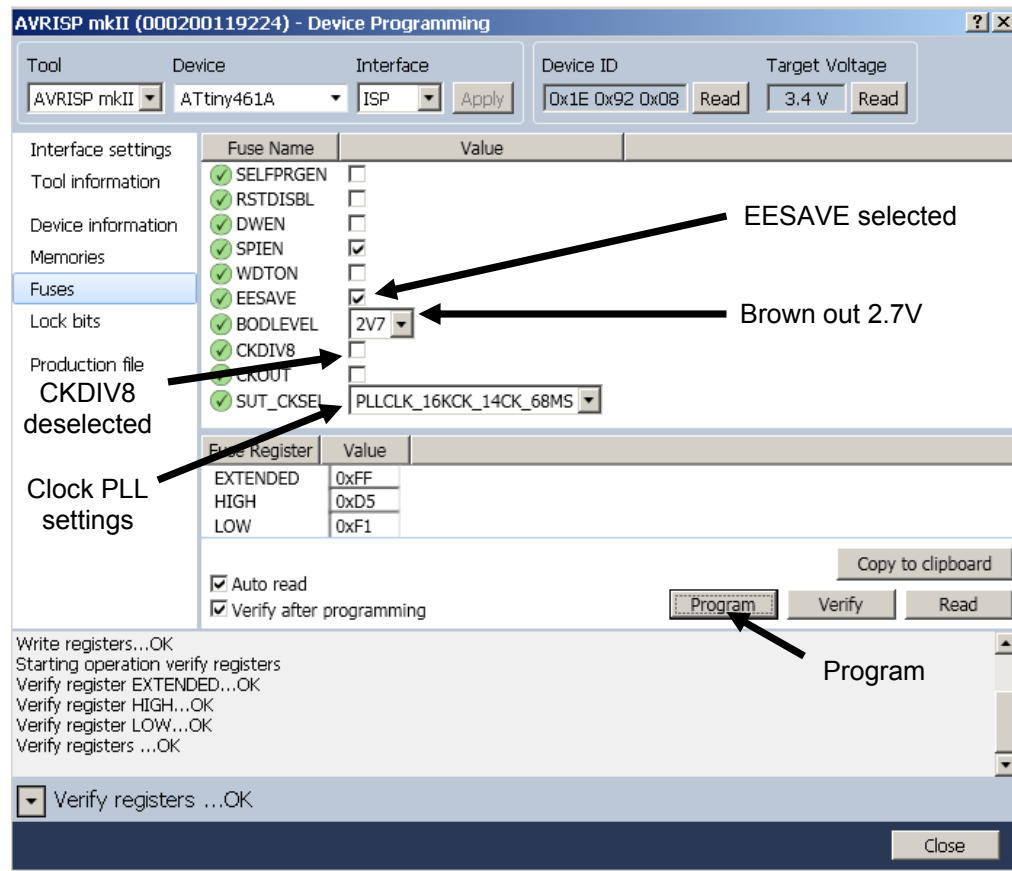 AVRISP mkII (000200119224) - Device Programming
Tool Device Interface Device ID Target Voltage
AVRISP mkII ATtiny461A ISP Apply 0x1E 0x92 0x08 Read 3.4 V Read
Interface settings
Tool information
Device information
Memories
Fuses
Lock bits
Production file
Fuse Name Value
SELFPRGEN
RSTDISBL
DWEN
SPIEN
WDTON
EESAVE
BODLEVEL 2V7
CKDIV8
CKOUT
SUT_CKSEL PLLCLK_16KCK_14CK_68MS
EESAVE selected
Brown out 2.7V
CKDIV8
deselected
Clock PLL
settings
Fuse Register Value
EXTENDED 0xFF
HIGH 0xD5
LOW 0xF1
Copy to clipboard
Auto read
Verify after programming
Program Verify Read
Program
Write registers...OK
Starting operation verify registers
Verify register EXTENDED...OK
Verify register HIGH...OK
Verify register LOW...OK
Verify registers ...OK
Verify registers ...OK
Close